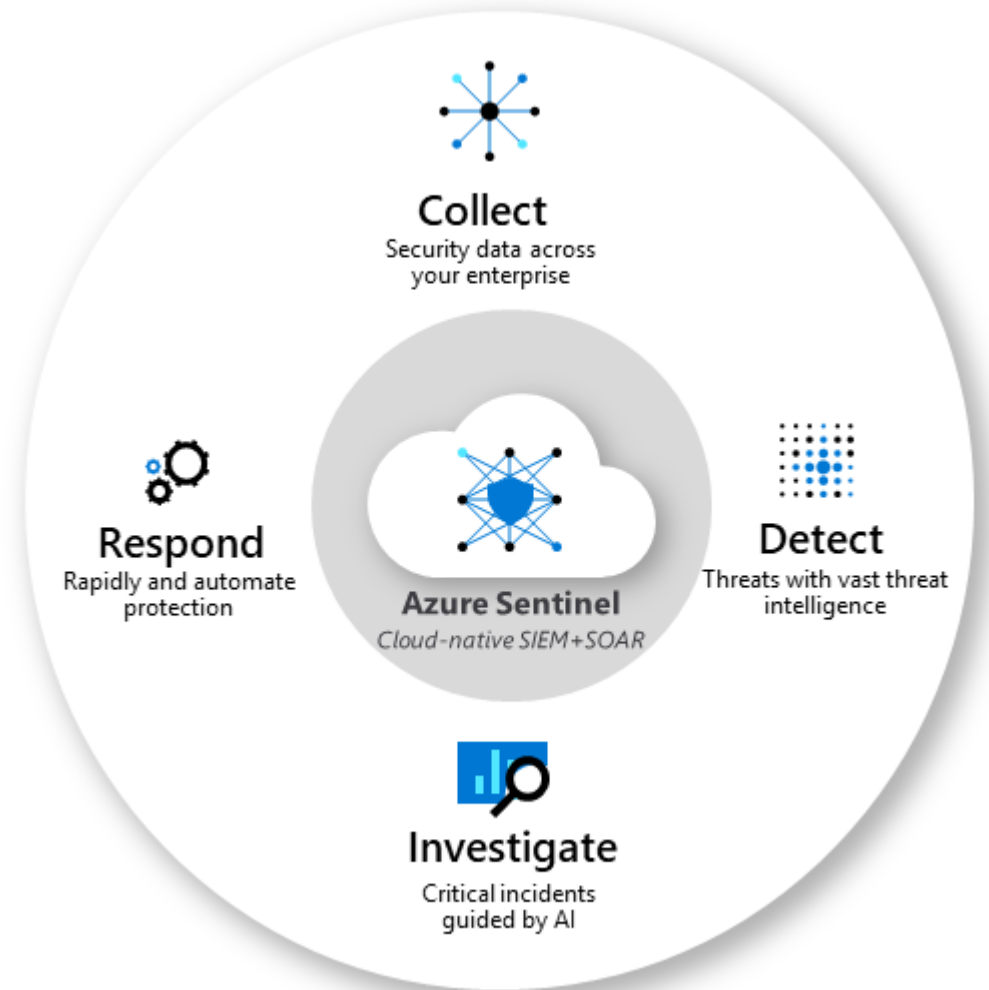 Collect
Security data across
your enterprise
Respond
Rapidly and automate
protection
Azure Sentinel
Cloud-native SIEM+SOAR
Detect
Threats with vast threat
intelligence
Investigate
Critical incidents
guided by AI